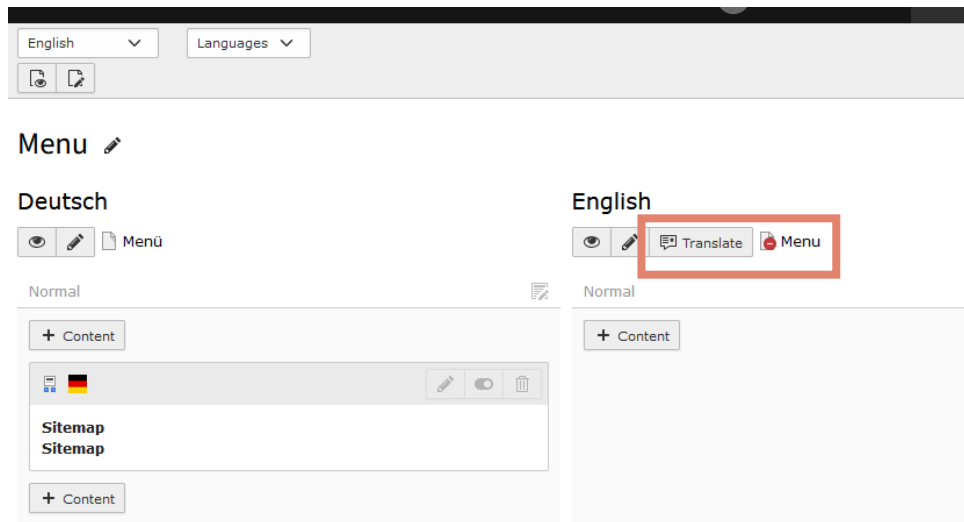 English Languages
Menu
Deutsch English
Menü Translate Menu
Normal Normal
+ Content + Content
Sitemap
Sitemap
+ Content